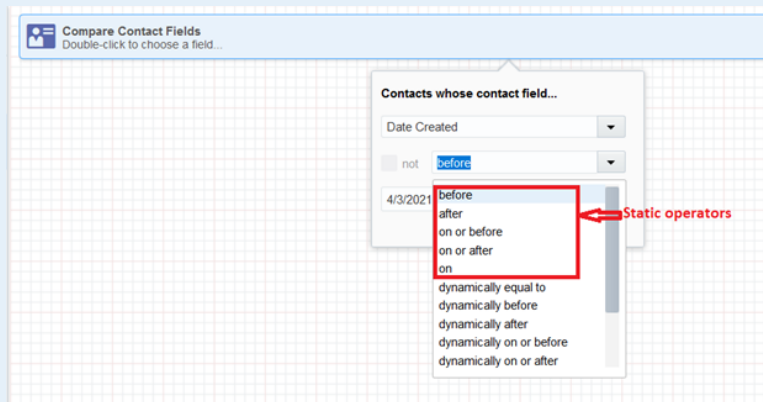 Compare Contact Fields
Double-click to choose a field...
Contacts whose contact field...
Date Created
not before
4/3/2021
before
after
on or before
on or after
on
dynamically equal to
dynamically before
dynamically after
dynamically on or before
dynamically on or after
Static operators